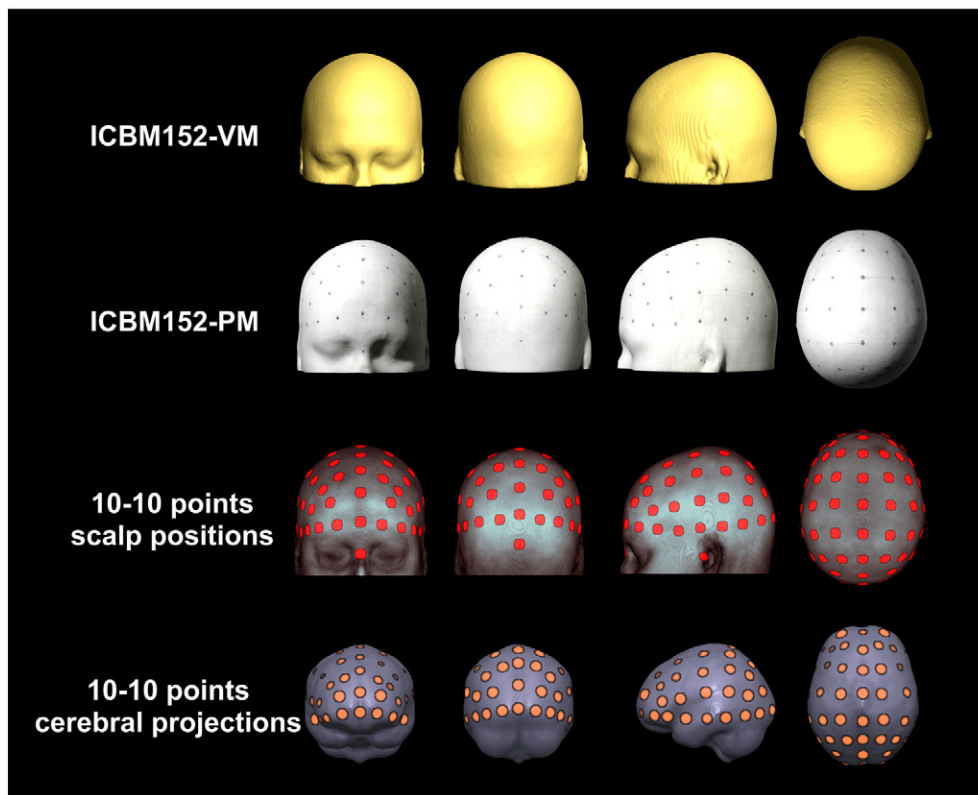 ICBM152-VM
ICBM152-PM
10-10 points
scalp positions
10-10 points
cerebral projections